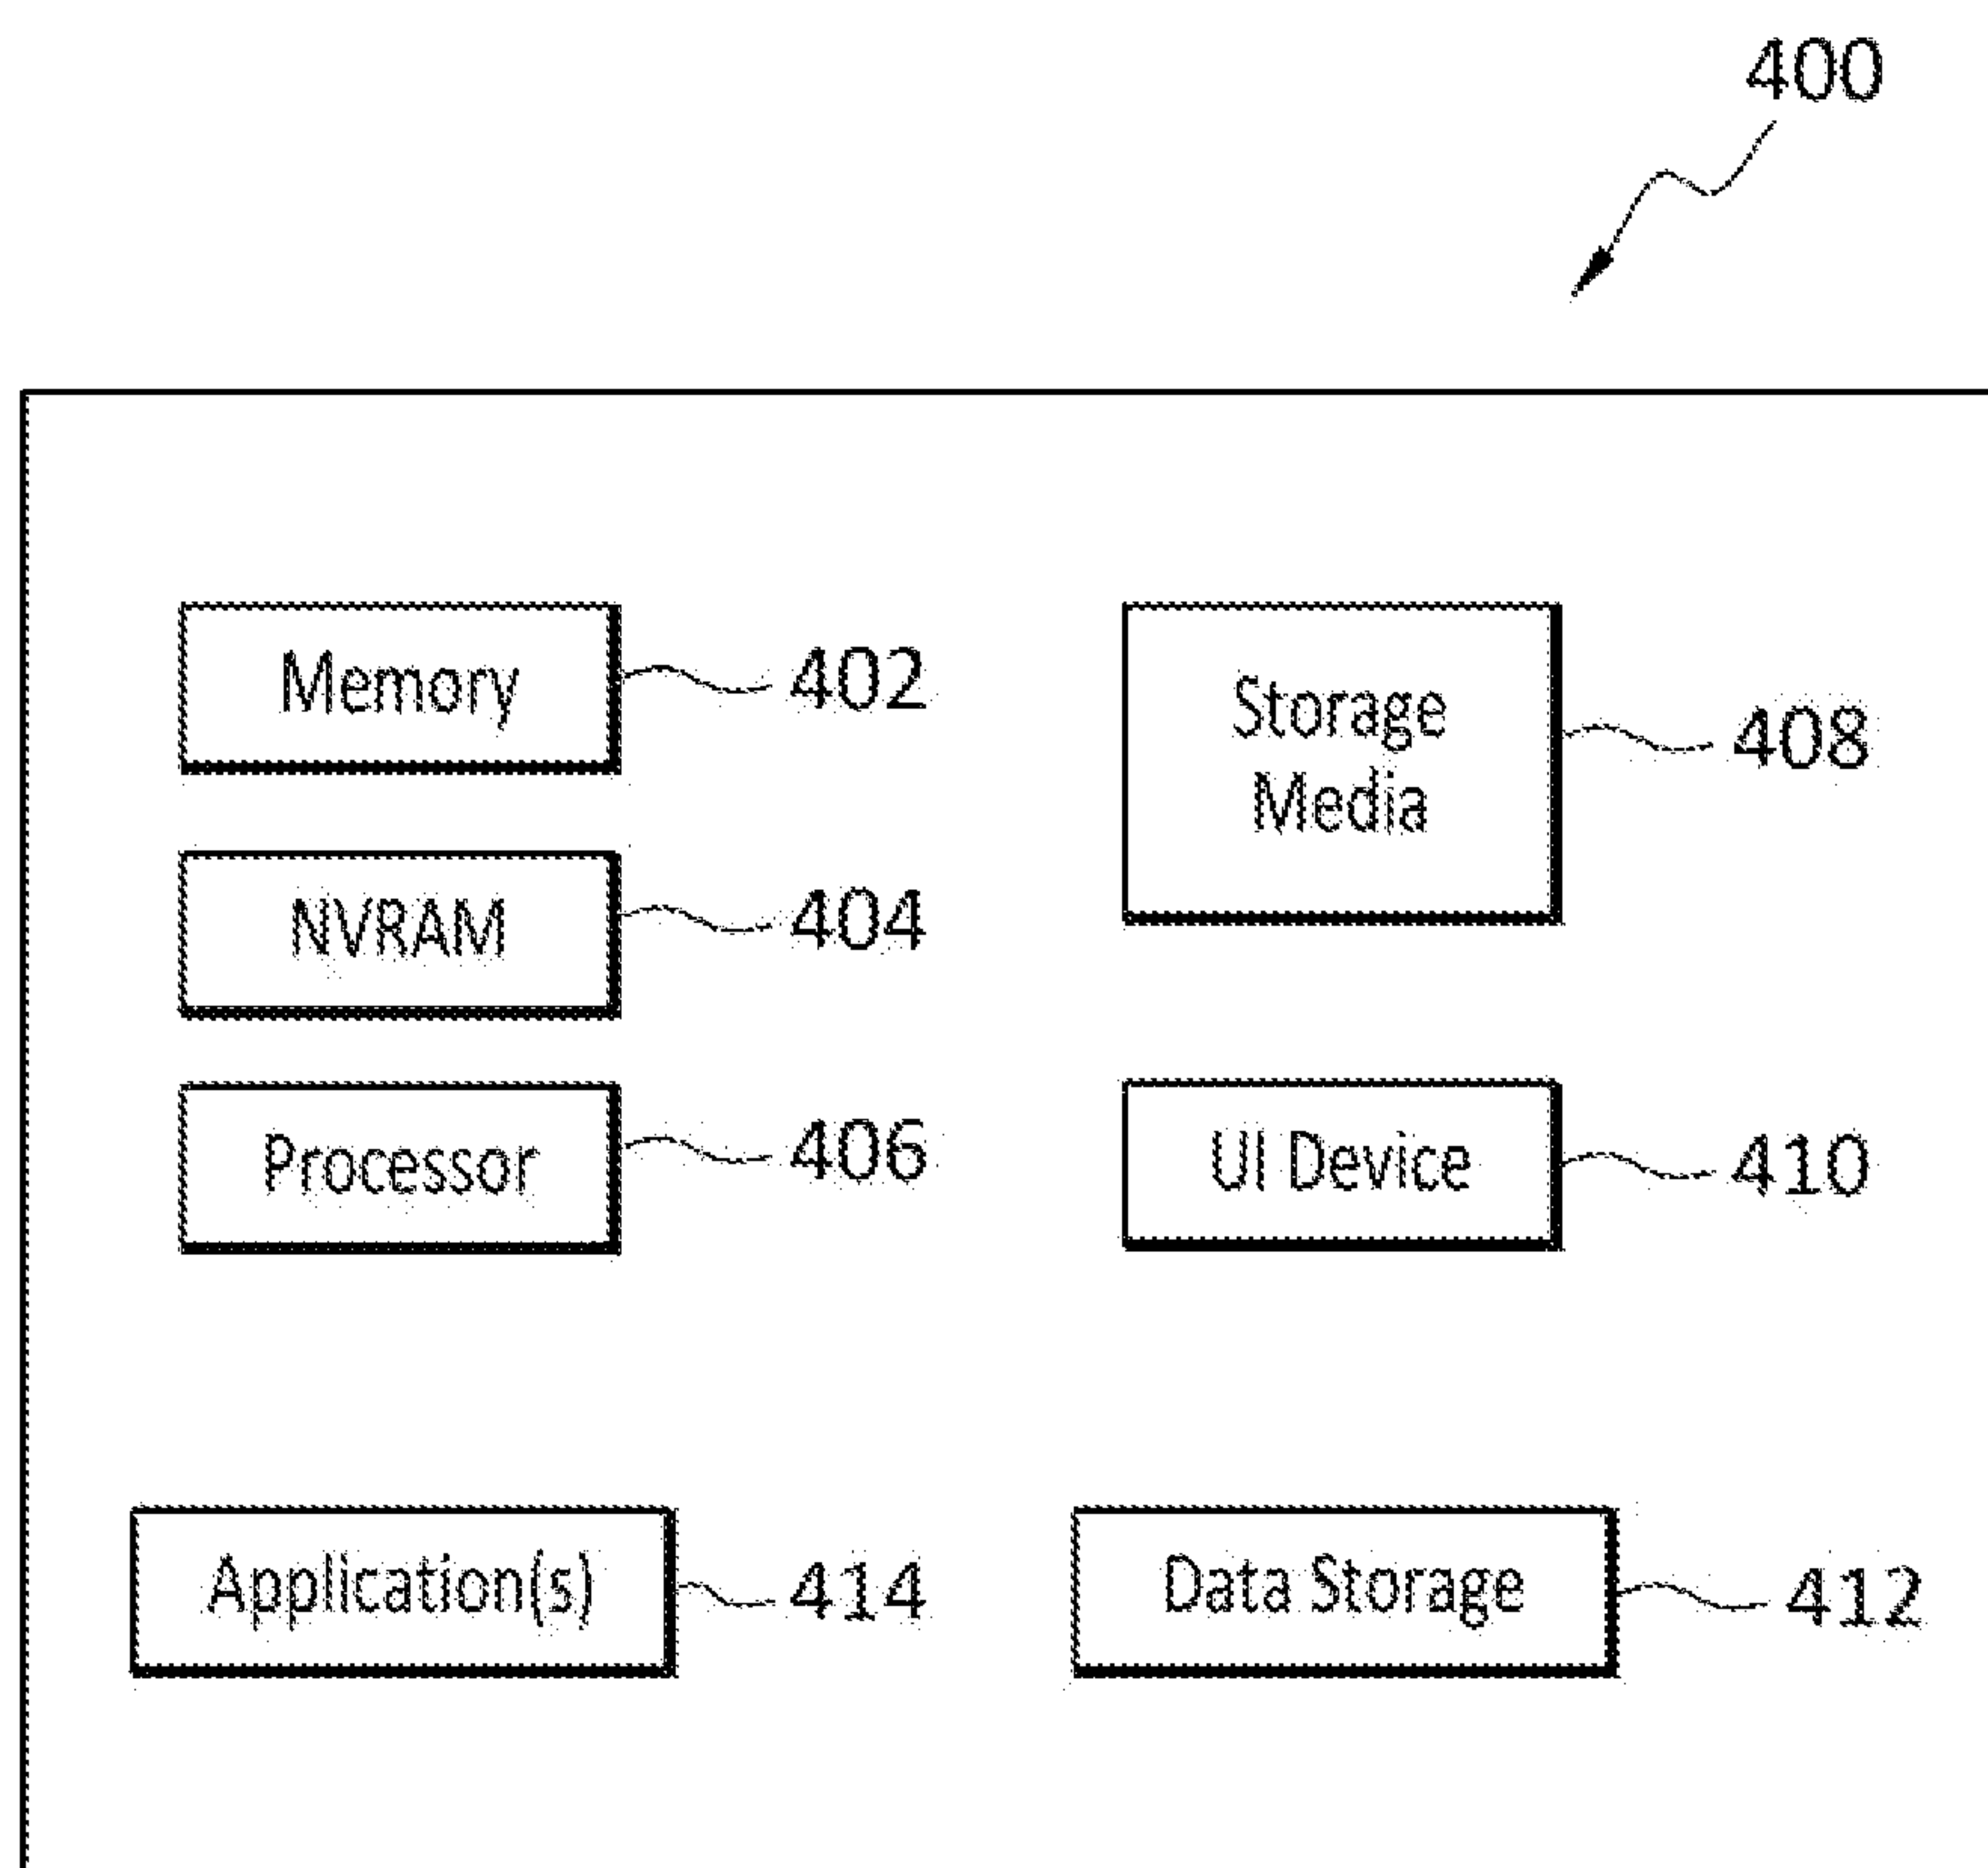 400
Memory 402
Storage
Media
408
NVRAM 404
Processor 406
UI Device 410
Application(s) 414
Data Storage 412